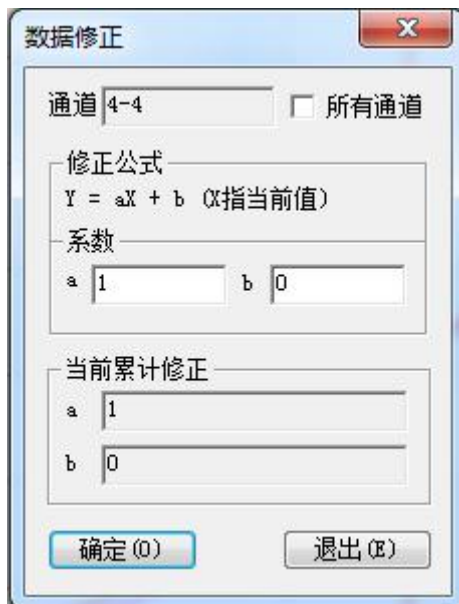 数据修正
通道 4-4 所有通道
修正公式
Y = aX + b (X指当前值)
系数
a 1 b 0
当前累计修正
a 1
b 0
确定(O) 退出(E)